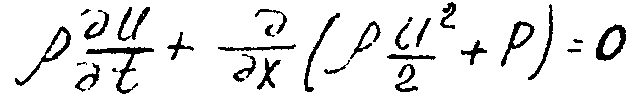 ρ ∂u/∂t + ∂/∂x (ρ u²/2 + p) = 0